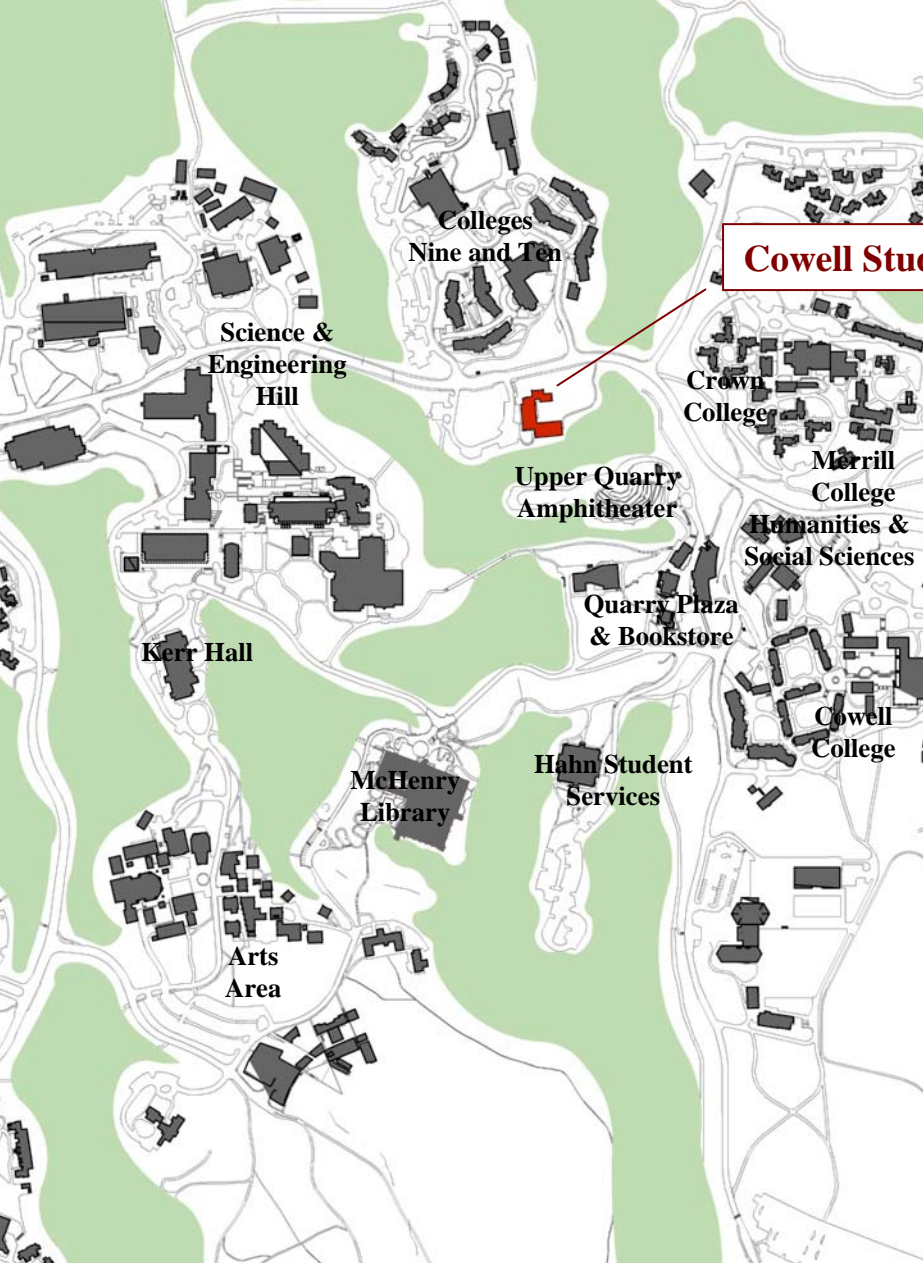 Colleges
Nine and Ten
Cowell
Science &
Engineering
Hill
Crown
College
Merrill
College
Upper Quarry
Amphitheater
Humanities &
Social Sciences
Quarry Plaza
& Bookstore
Kerr Hall
Cowell
College
McHenry
Library
Hahn Student
Services
Arts
Area